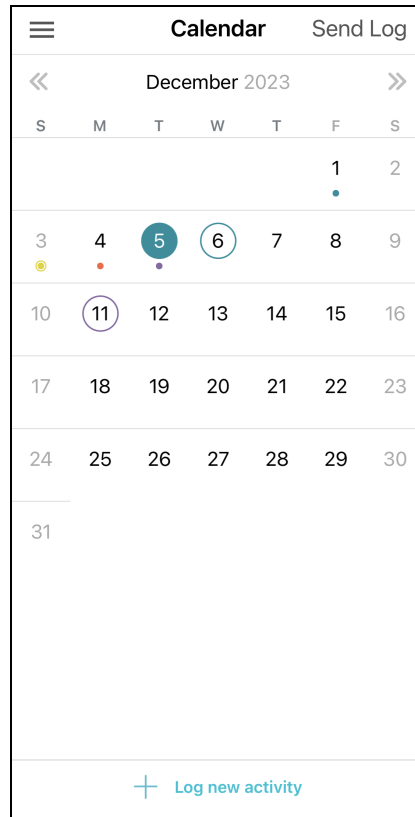 Calendar Send Log
December 2023
S M T W T F S
1 2
3 4 5 6 7 8 9
10 11 12 13 14 15 16
17 18 19 20 21 22 23
24 25 26 27 28 29 30
31
Log new activity